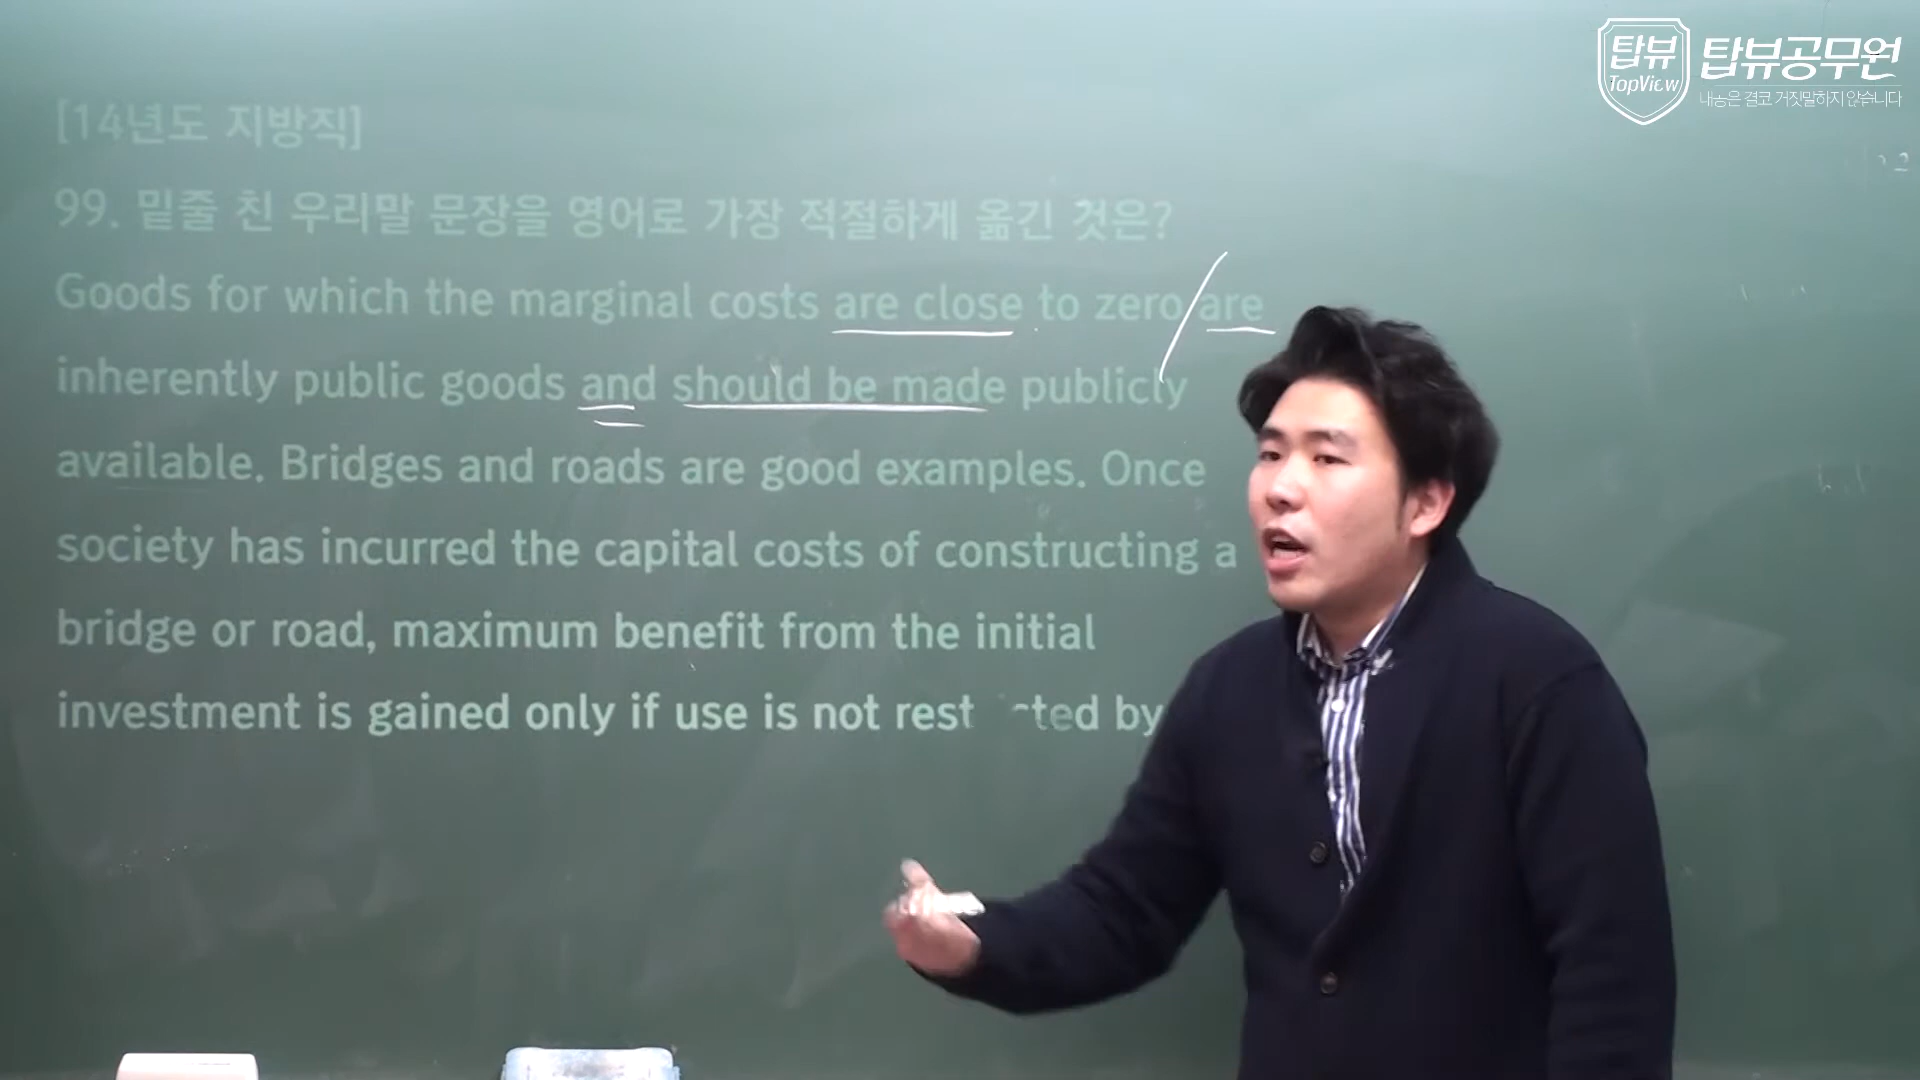 탑뷰
TopView
탑뷰공무원
내공은 결코 거짓말하지 않습니다
[14년도 지방직]
99. 밑줄 친 우리말 문장을 영어로 가장 적절하게 옮긴 것은?
Goods for which the marginal costs are close to zero are
inherently public goods and should be made publicly
available. Bridges and roads are good examples. Once
society has incurred the capital costs of constructing a
bridge or road, maximum benefit from the initial
investment is gained only if use is not by